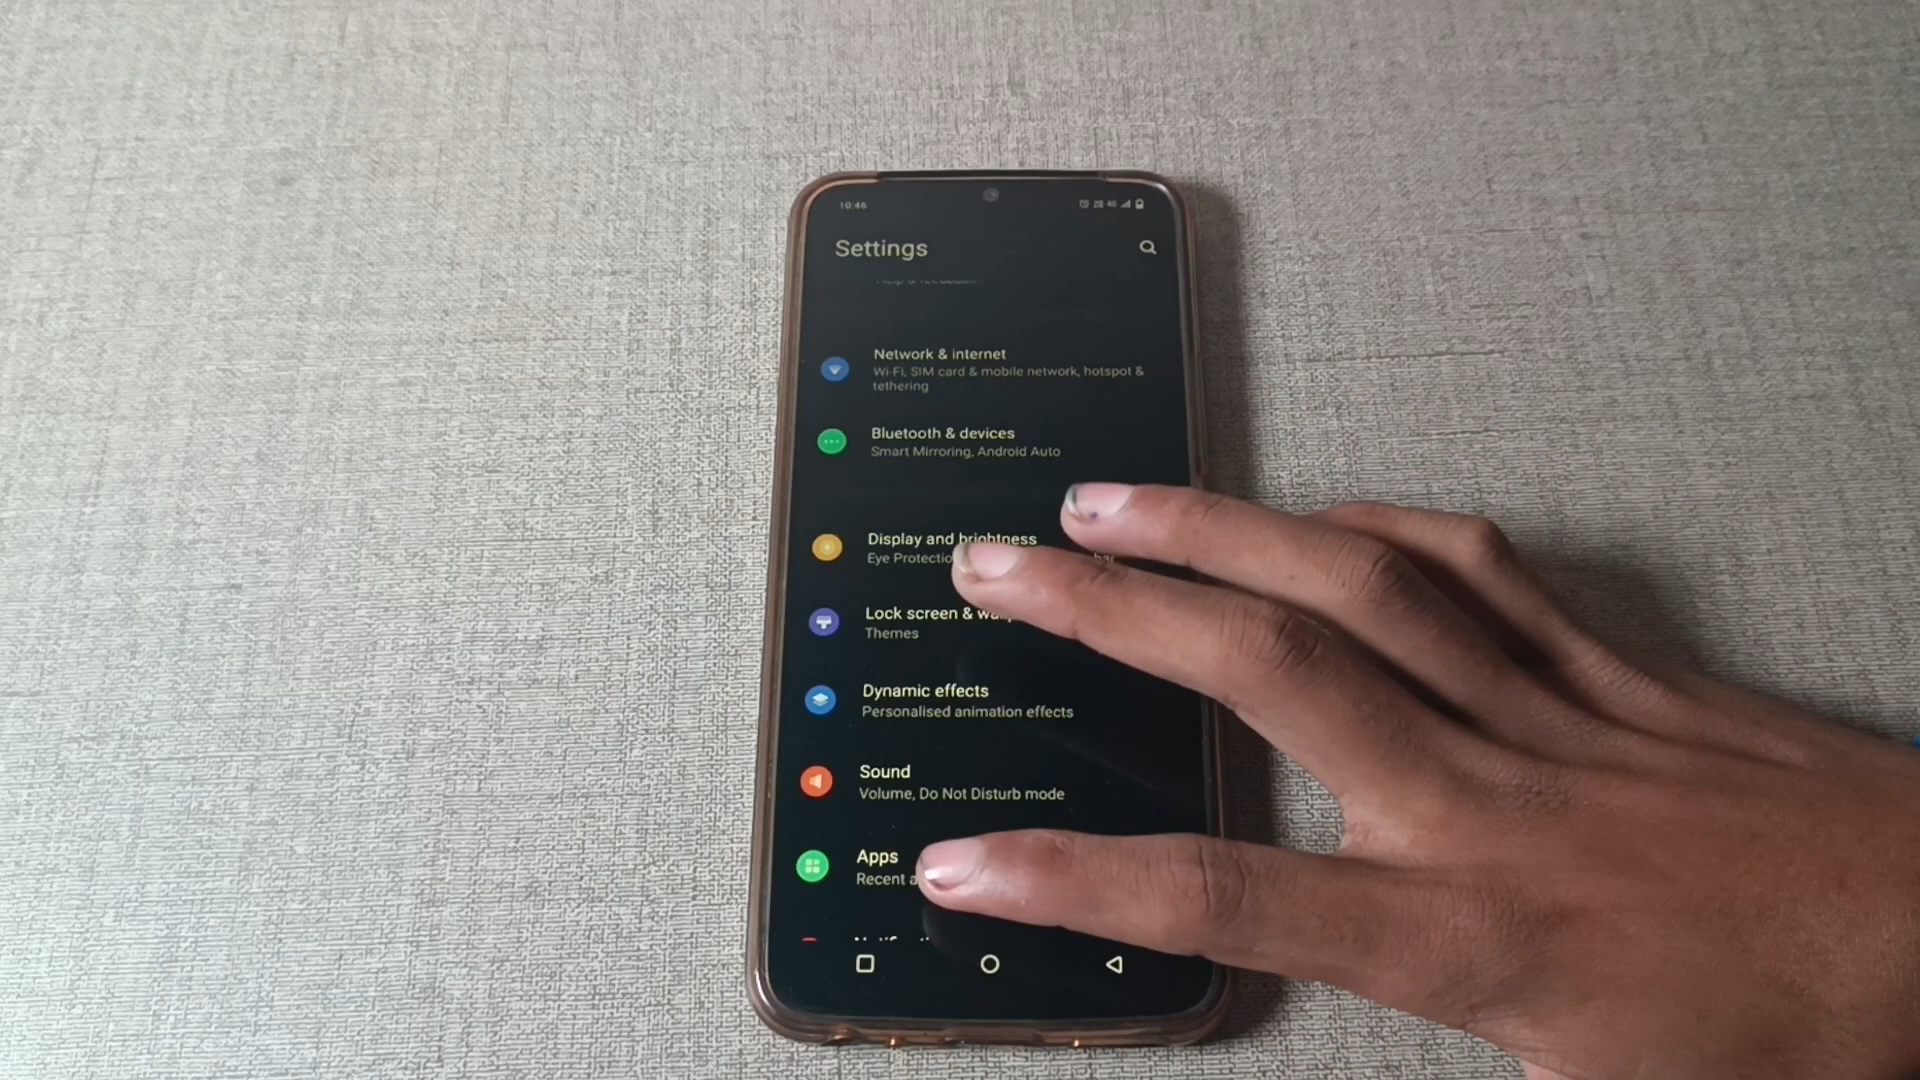 10:46
Settings
Network & internet
Wi-Fi, SIM card & mobile network, hotspot &
tethering
Bluetooth & devices
Smart Mirroring, Android Auto
Display and brightness
Eye
Lock screen &
Themes
Dynamic effects
Personalised animation effects
Sound
Volume, Do Not Disturb mode
Apps
Recent